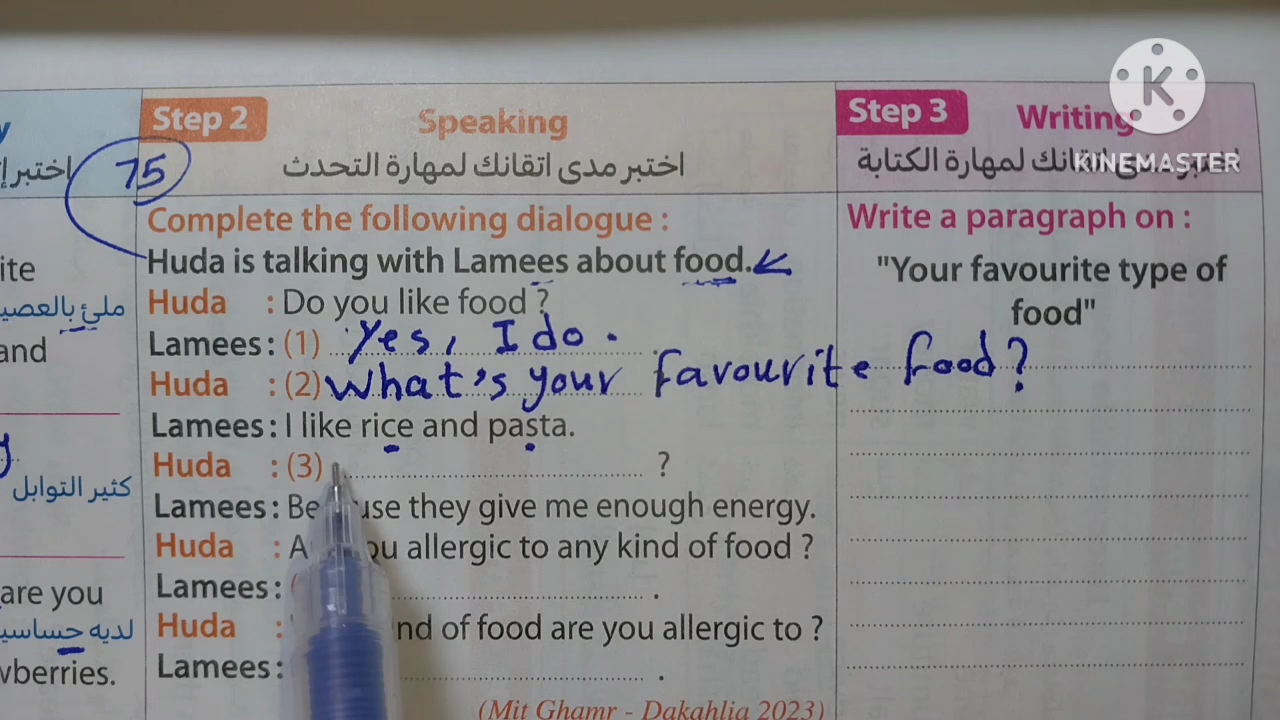 Step 2 Speaking
اختبر مدى اتقانك لمهارة التحدث
75
Complete the following dialogue :
Huda is talking with Lamees about food.
Huda : Do you like food ?
Lamees : (1) Yes, I do.
Huda : (2) What's your favourite food?
Lamees : I like rice and pasta.
Huda : (3) ?
Lamees : Because they give me enough energy.
Huda : you allergic to any kind of food ?
Lamees : .
Huda : of food are you allergic to ?
Lamees : .
(Mit Ghamr - Dakahlia 2023)
Step 3 Writing
لمهارة الكتابة
Write a paragraph on :
"Your favourite type of
food"
K
KINEMASTER
اختبر
ملئ بالعصير
and
كثير التوابل
are you
لديه حساسية